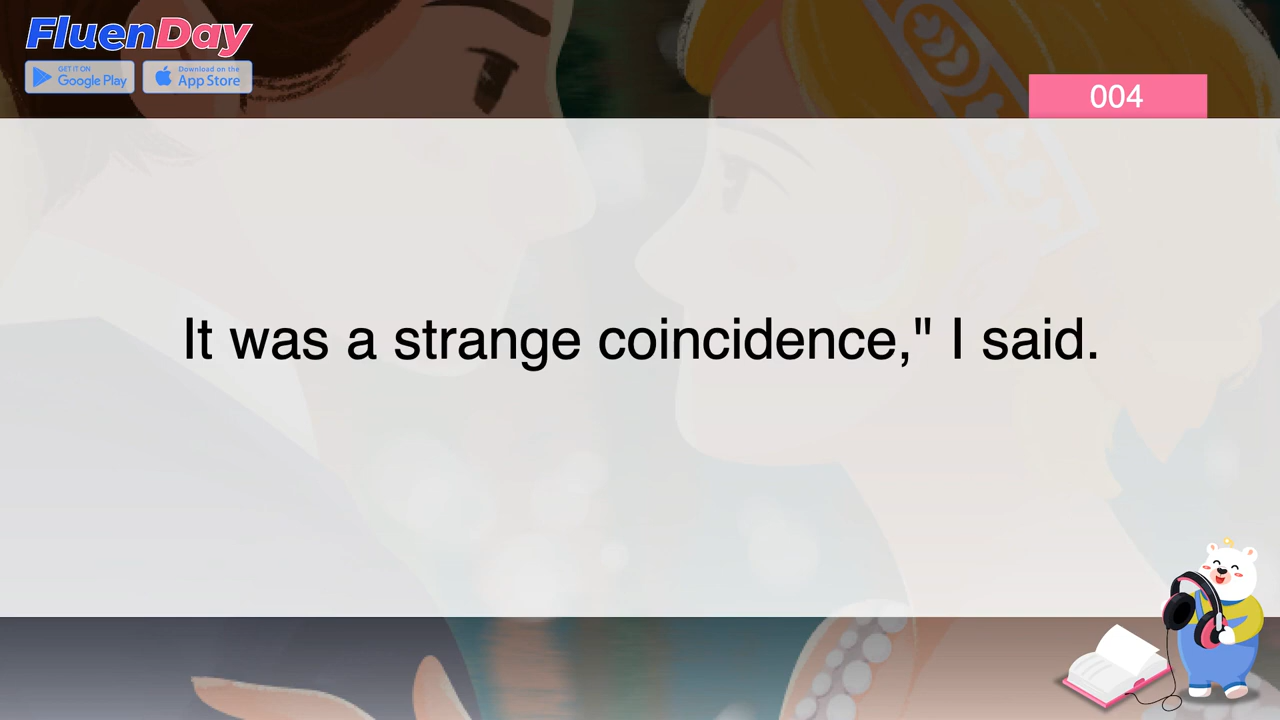 FluenDay
GET IT ON
Google Play
Download on the
App Store
004
It was a strange coincidence," I said.